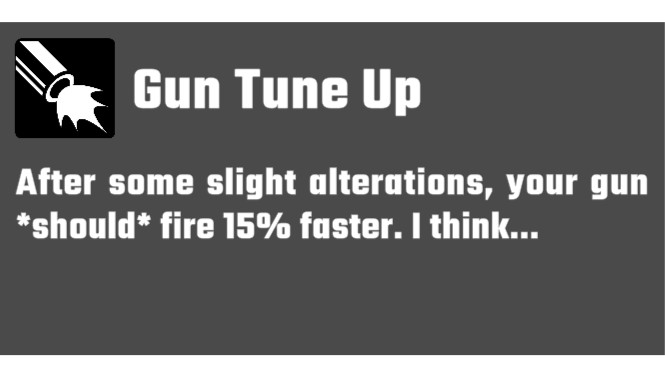 Gun Tune Up
After some slight alterations, your gun
*should* fire 15% faster. I think...